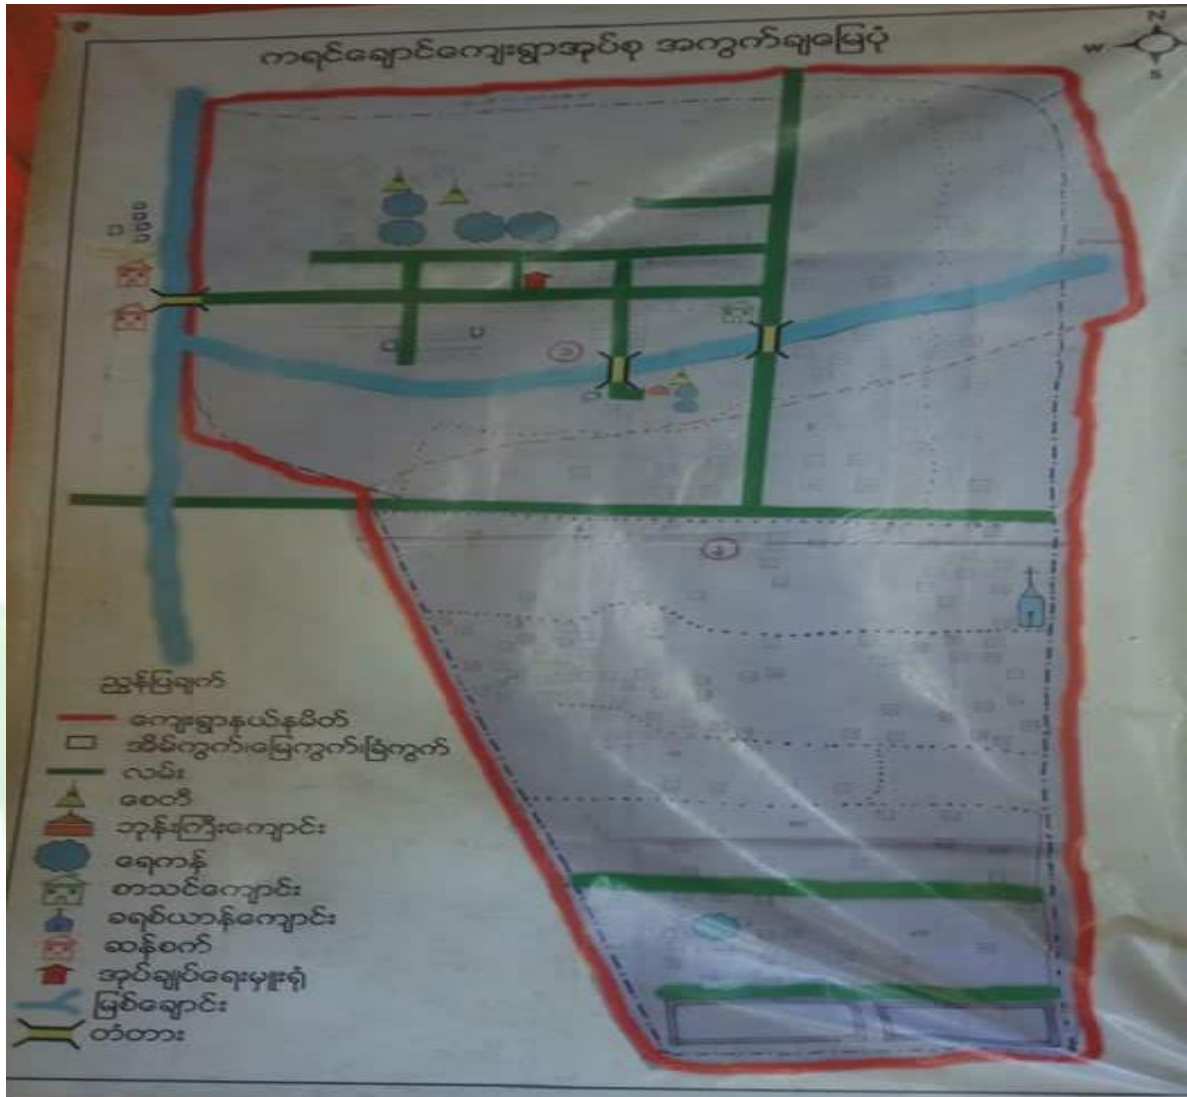 ကရင်ချောင်ကျေးရွာအုပ်စု အကွက်ချမြေပုံ
N
W
S
၂
၁
ညွှန်ပြချက်
ကျေးရွာနယ်နမိတ်
အိမ်ကွက်၊မြေကွက်၊ခြံကွက်
လမ်း
စေတီ
ဘုန်းကြီးကျောင်း
ရေကန်
စာသင်ကျောင်း
ခရစ်ယာန်ကျောင်း
ဆန်စက်
အုပ်ချုပ်ရေးမှူးရုံး
မြစ်ချောင်း
တံတား